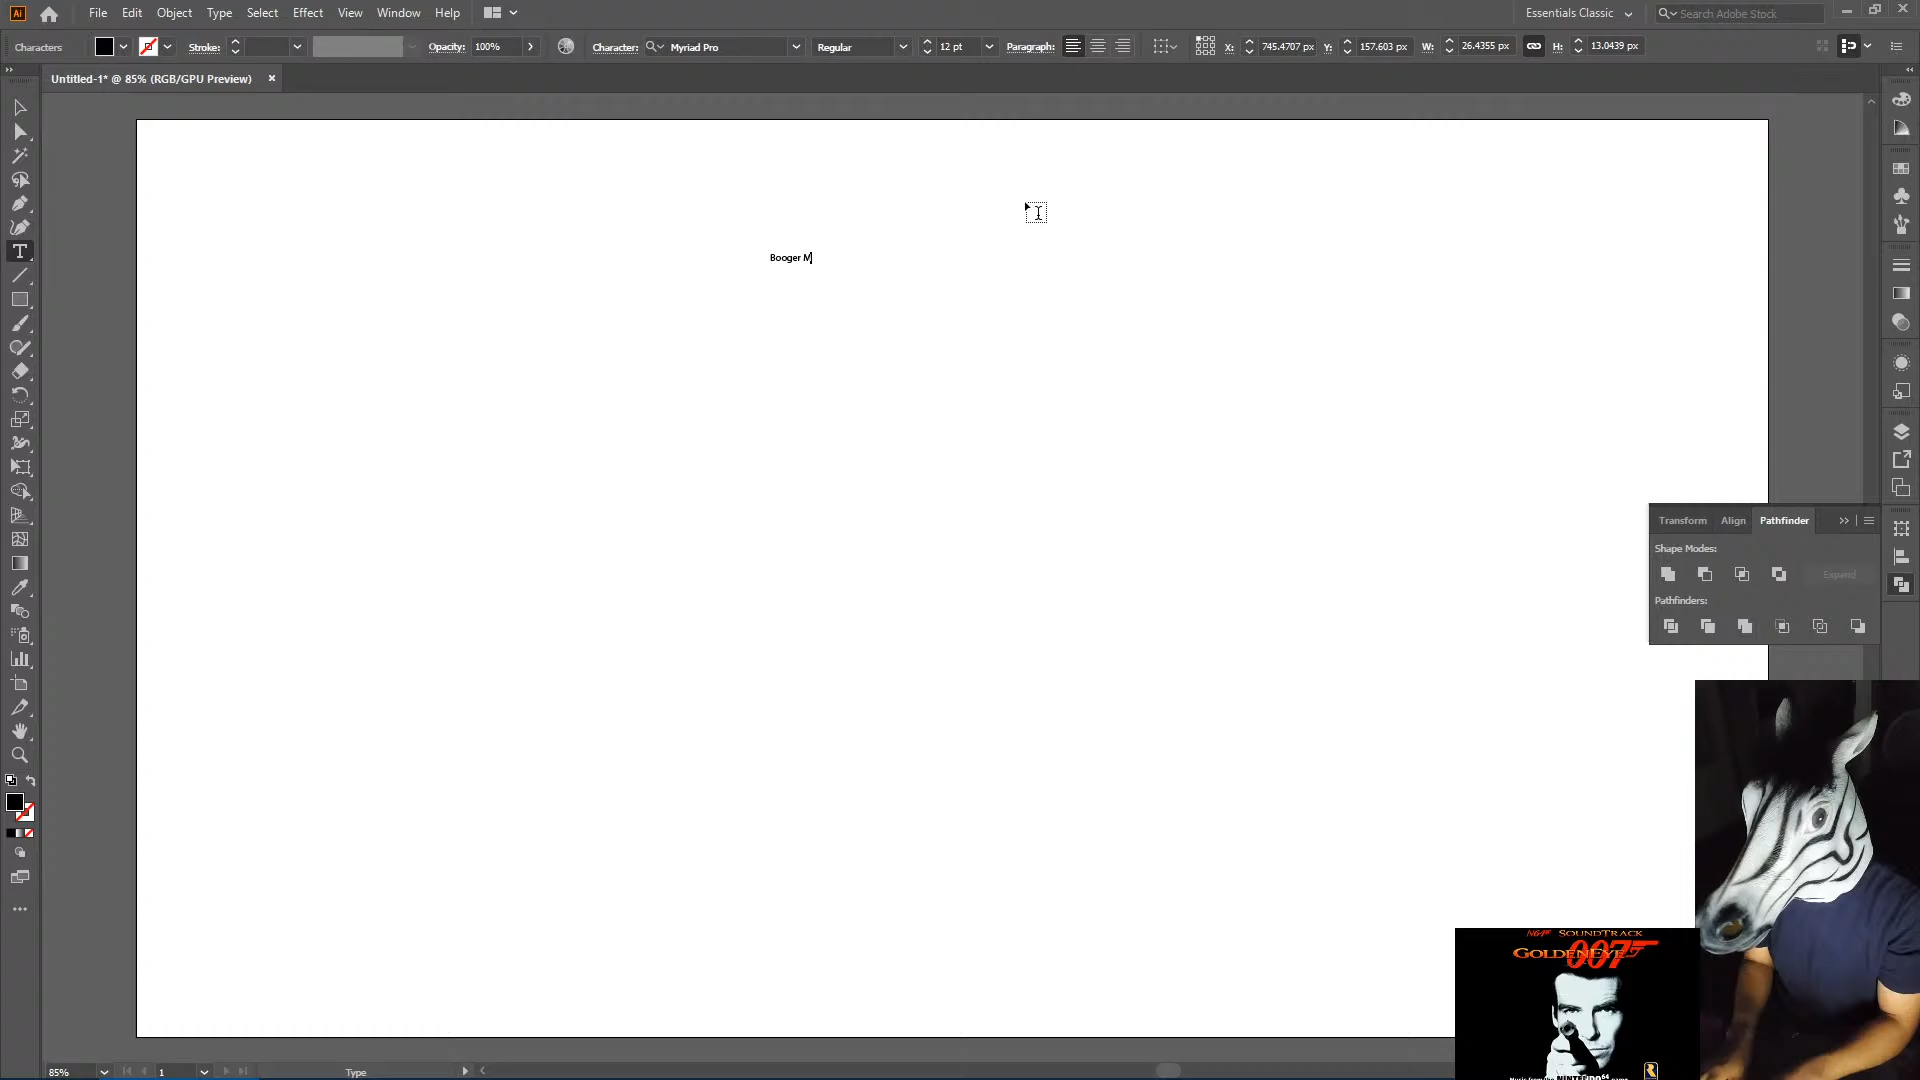 File Edit Object Type Select Effect View Window Help
Essentials Classic
Search Adobe Stock
Characters Stroke: Opacity: 100% Character: Myriad Pro Regular 12 pt Paragraph: X: 745.4707 px Y: 157.603 px W: 26.4355 px H: 13.0439 px
Untitled-1* @ 85% (RGB/GPU Preview)
Booger M
Transform Align Pathfinder
Shape Modes:
Expand
Pathfinders:
N64 SOUNDTRACK
GOLDENEYE
007
85% 1 Type